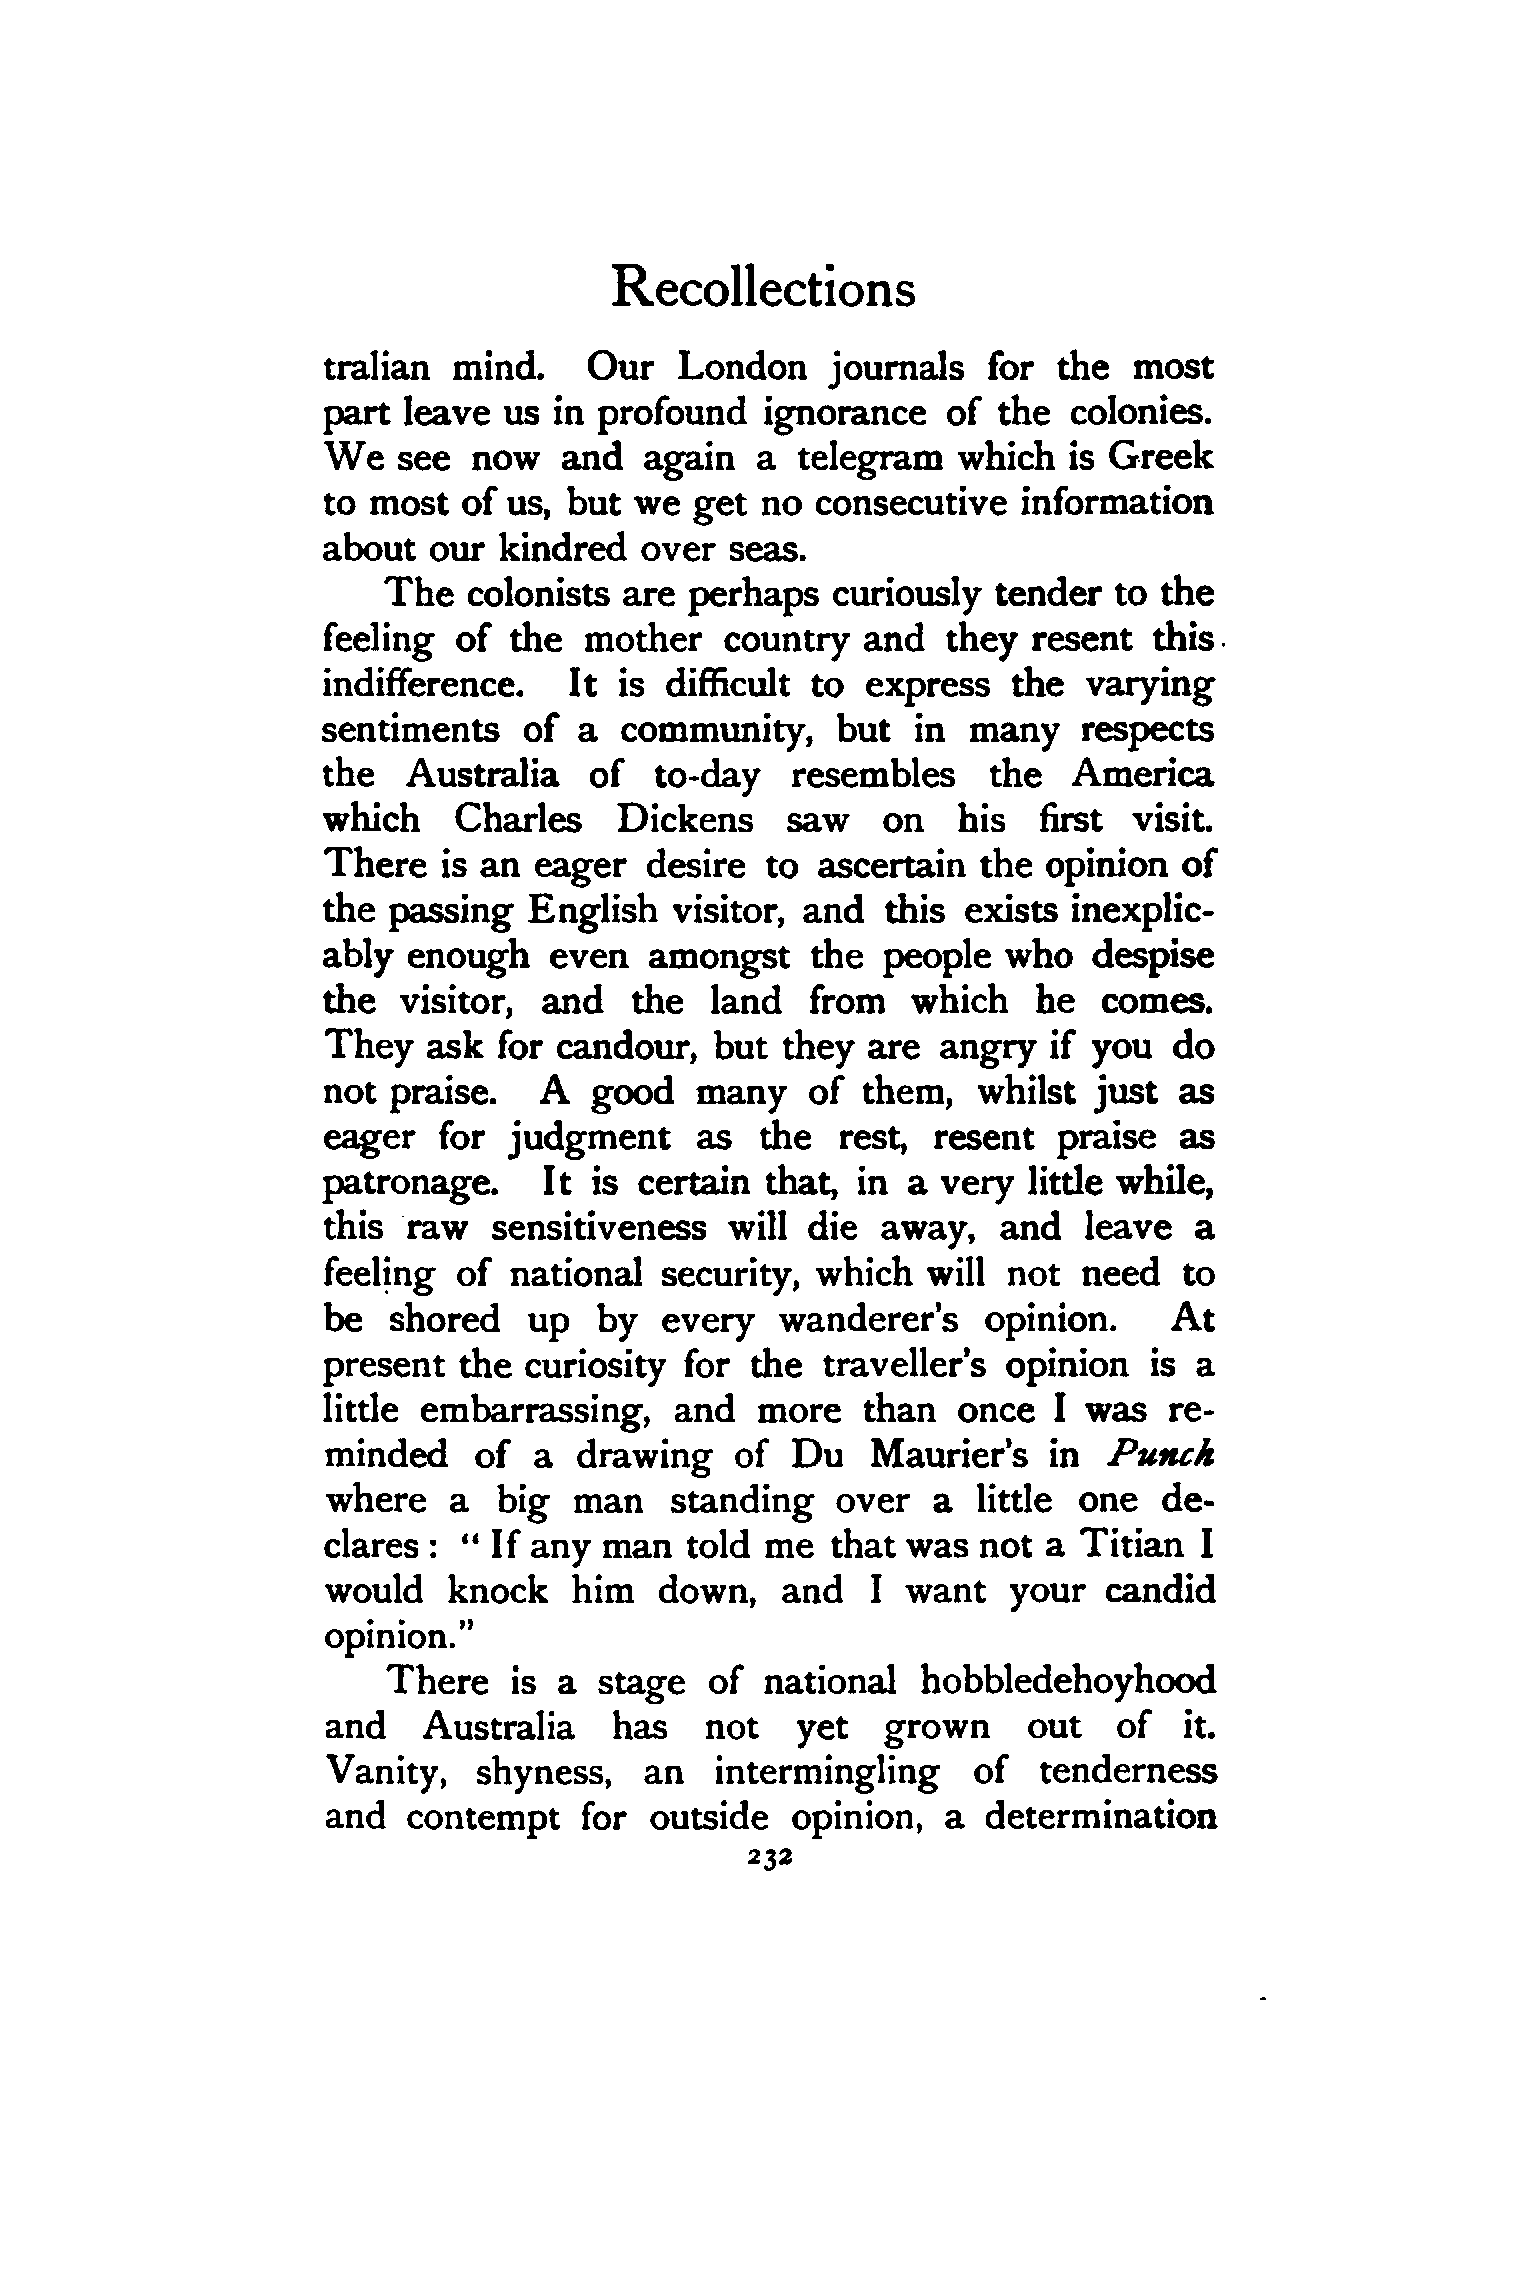 Recollections
tralian mind. Our London journals for the most
part leave us in profound ignorance of the colonies.
We see now and again a telegram which is Greek
to most of us, but we get no consecutive information
about our kindred over seas.
The colonists are perhaps curiously tender to the
feeling of the mother country and they resent this
indifference. It is difficult to express the varying
sentiments of a community, but in many respects
the Australia of to-day resembles the America
which Charles Dickens saw on his first visit.
There is an eager desire to ascertain the opinion of
the passing English visitor, and this exists inexplic-
ably enough even amongst the people who despise
the visitor, and the land from which he comes.
They ask for candour, but they are angry if you do
not praise. A good many of them, whilst just as
eager for judgment as the rest, resent praise as
patronage. It is certain that, in a very little while,
this raw sensitiveness will die away, and leave a
feeling of national security, which will not need to
be shored up by every wanderer's opinion. At
present the curiosity for the traveller's opinion is a
little embarrassing, and more than once I was re-
minded of a drawing of Du Maurier's in Punch
where a big man standing over a little one de-
clares : “ If any man told me that was not a Titian I
would knock him down, and I want your candid
opinion.”
There is a stage of national hobbledehoyhood
and Australia has not yet grown out of it.
Vanity, shyness, an intermingling of tenderness
and contempt for outside opinion, a determination
232